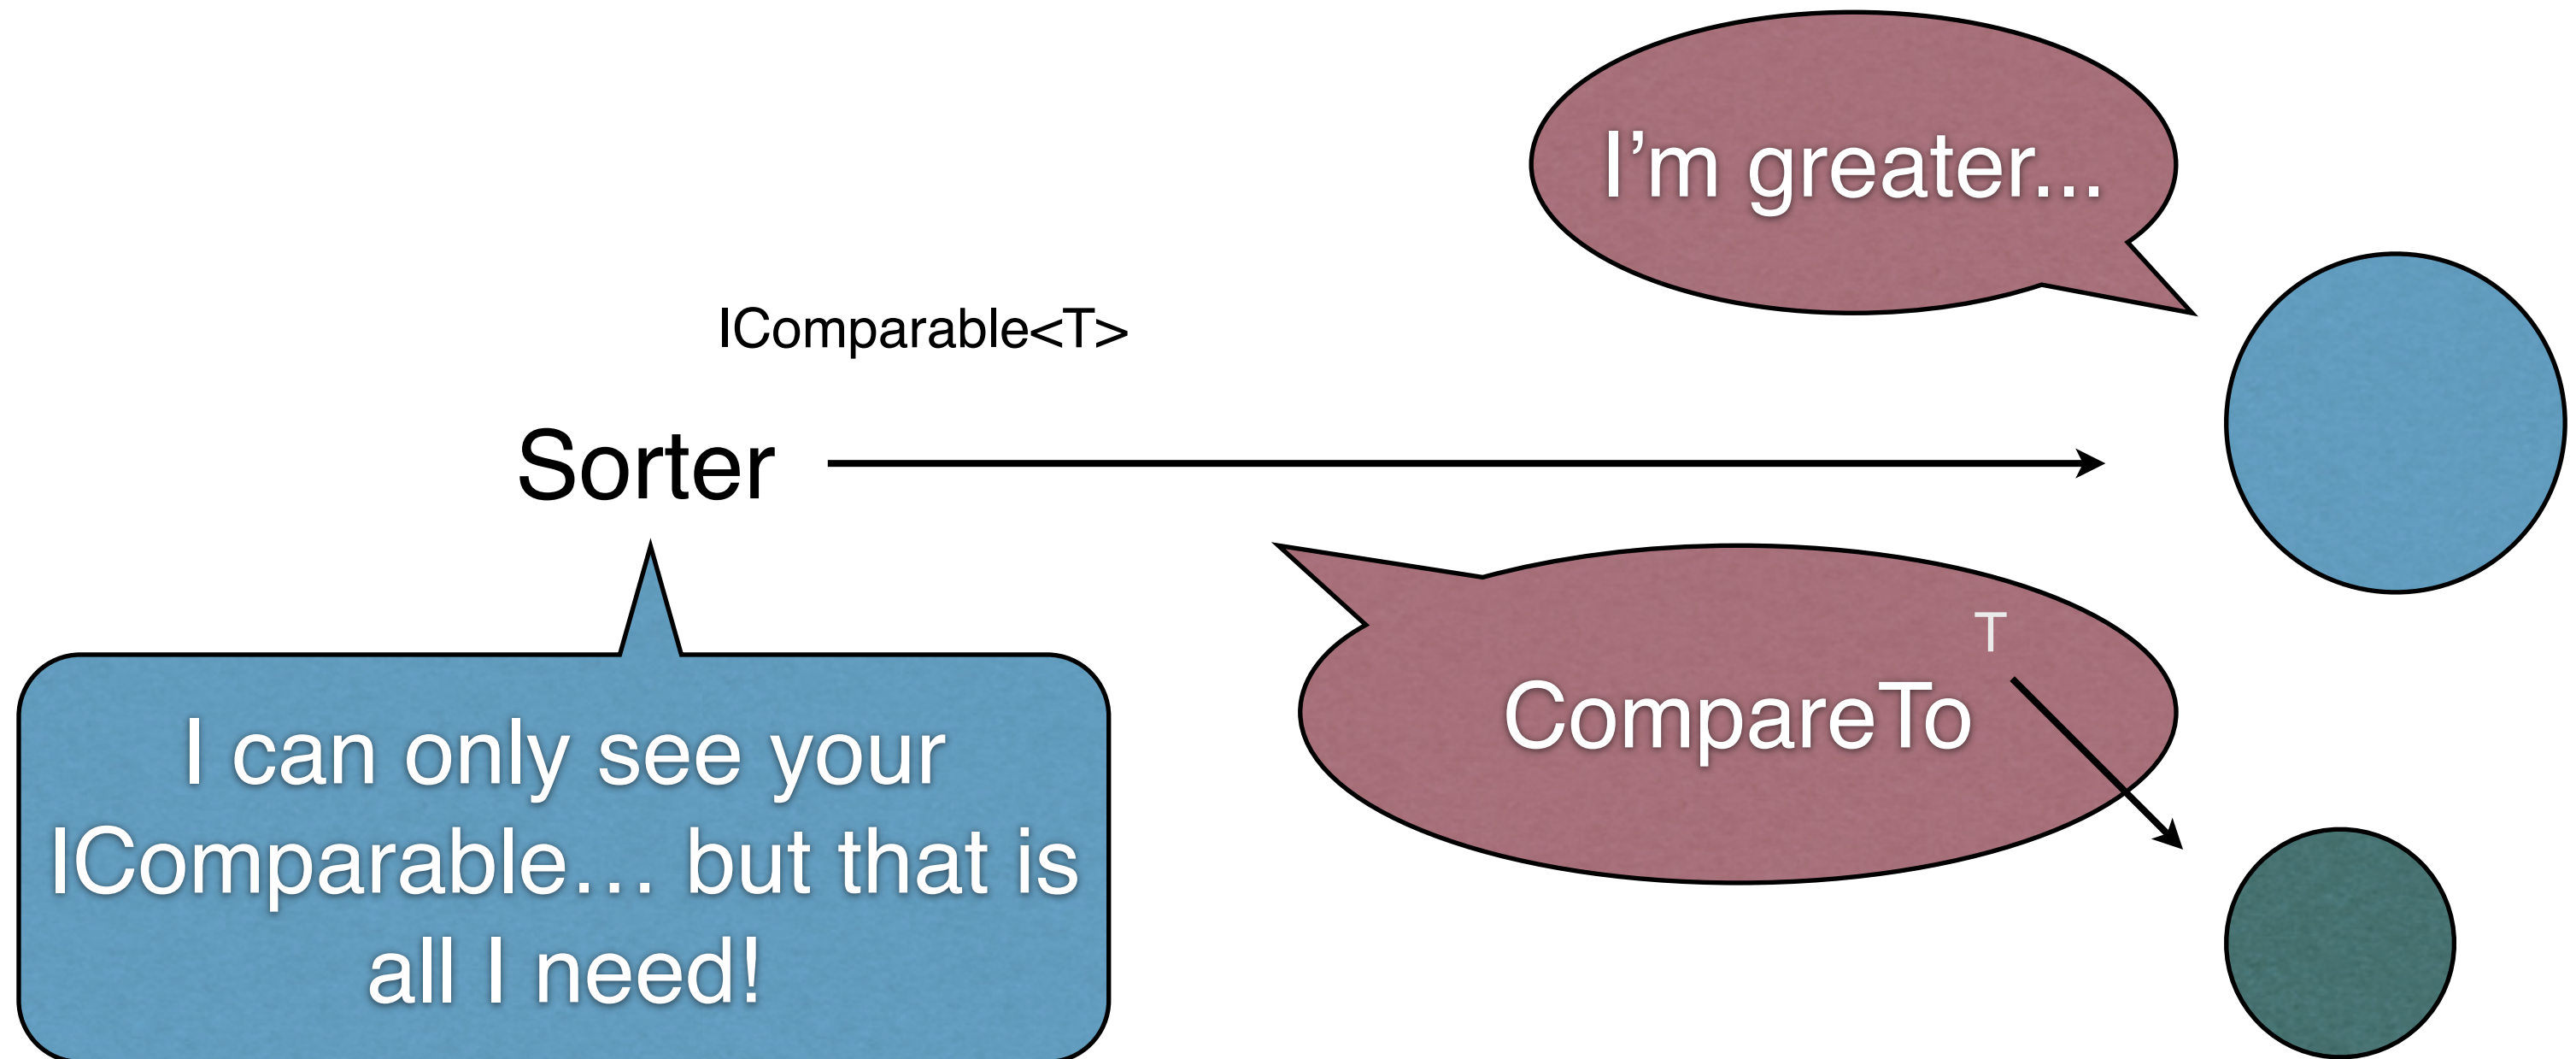 I’m greater...
IComparable<T>
Sorter
T
CompareTo
I can only see your
IComparable… but that is
all I need!